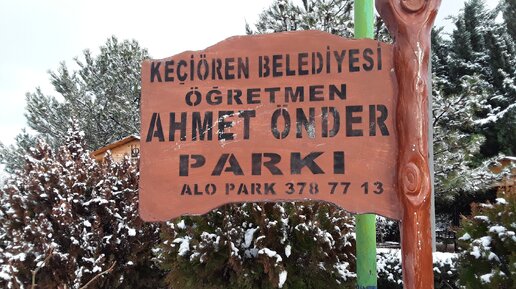 KEÇİÖREN BELEDİYESİ
ÖĞRETMEN
AHMET ÖNDER
PARKI
ALO PARK 378 77 13